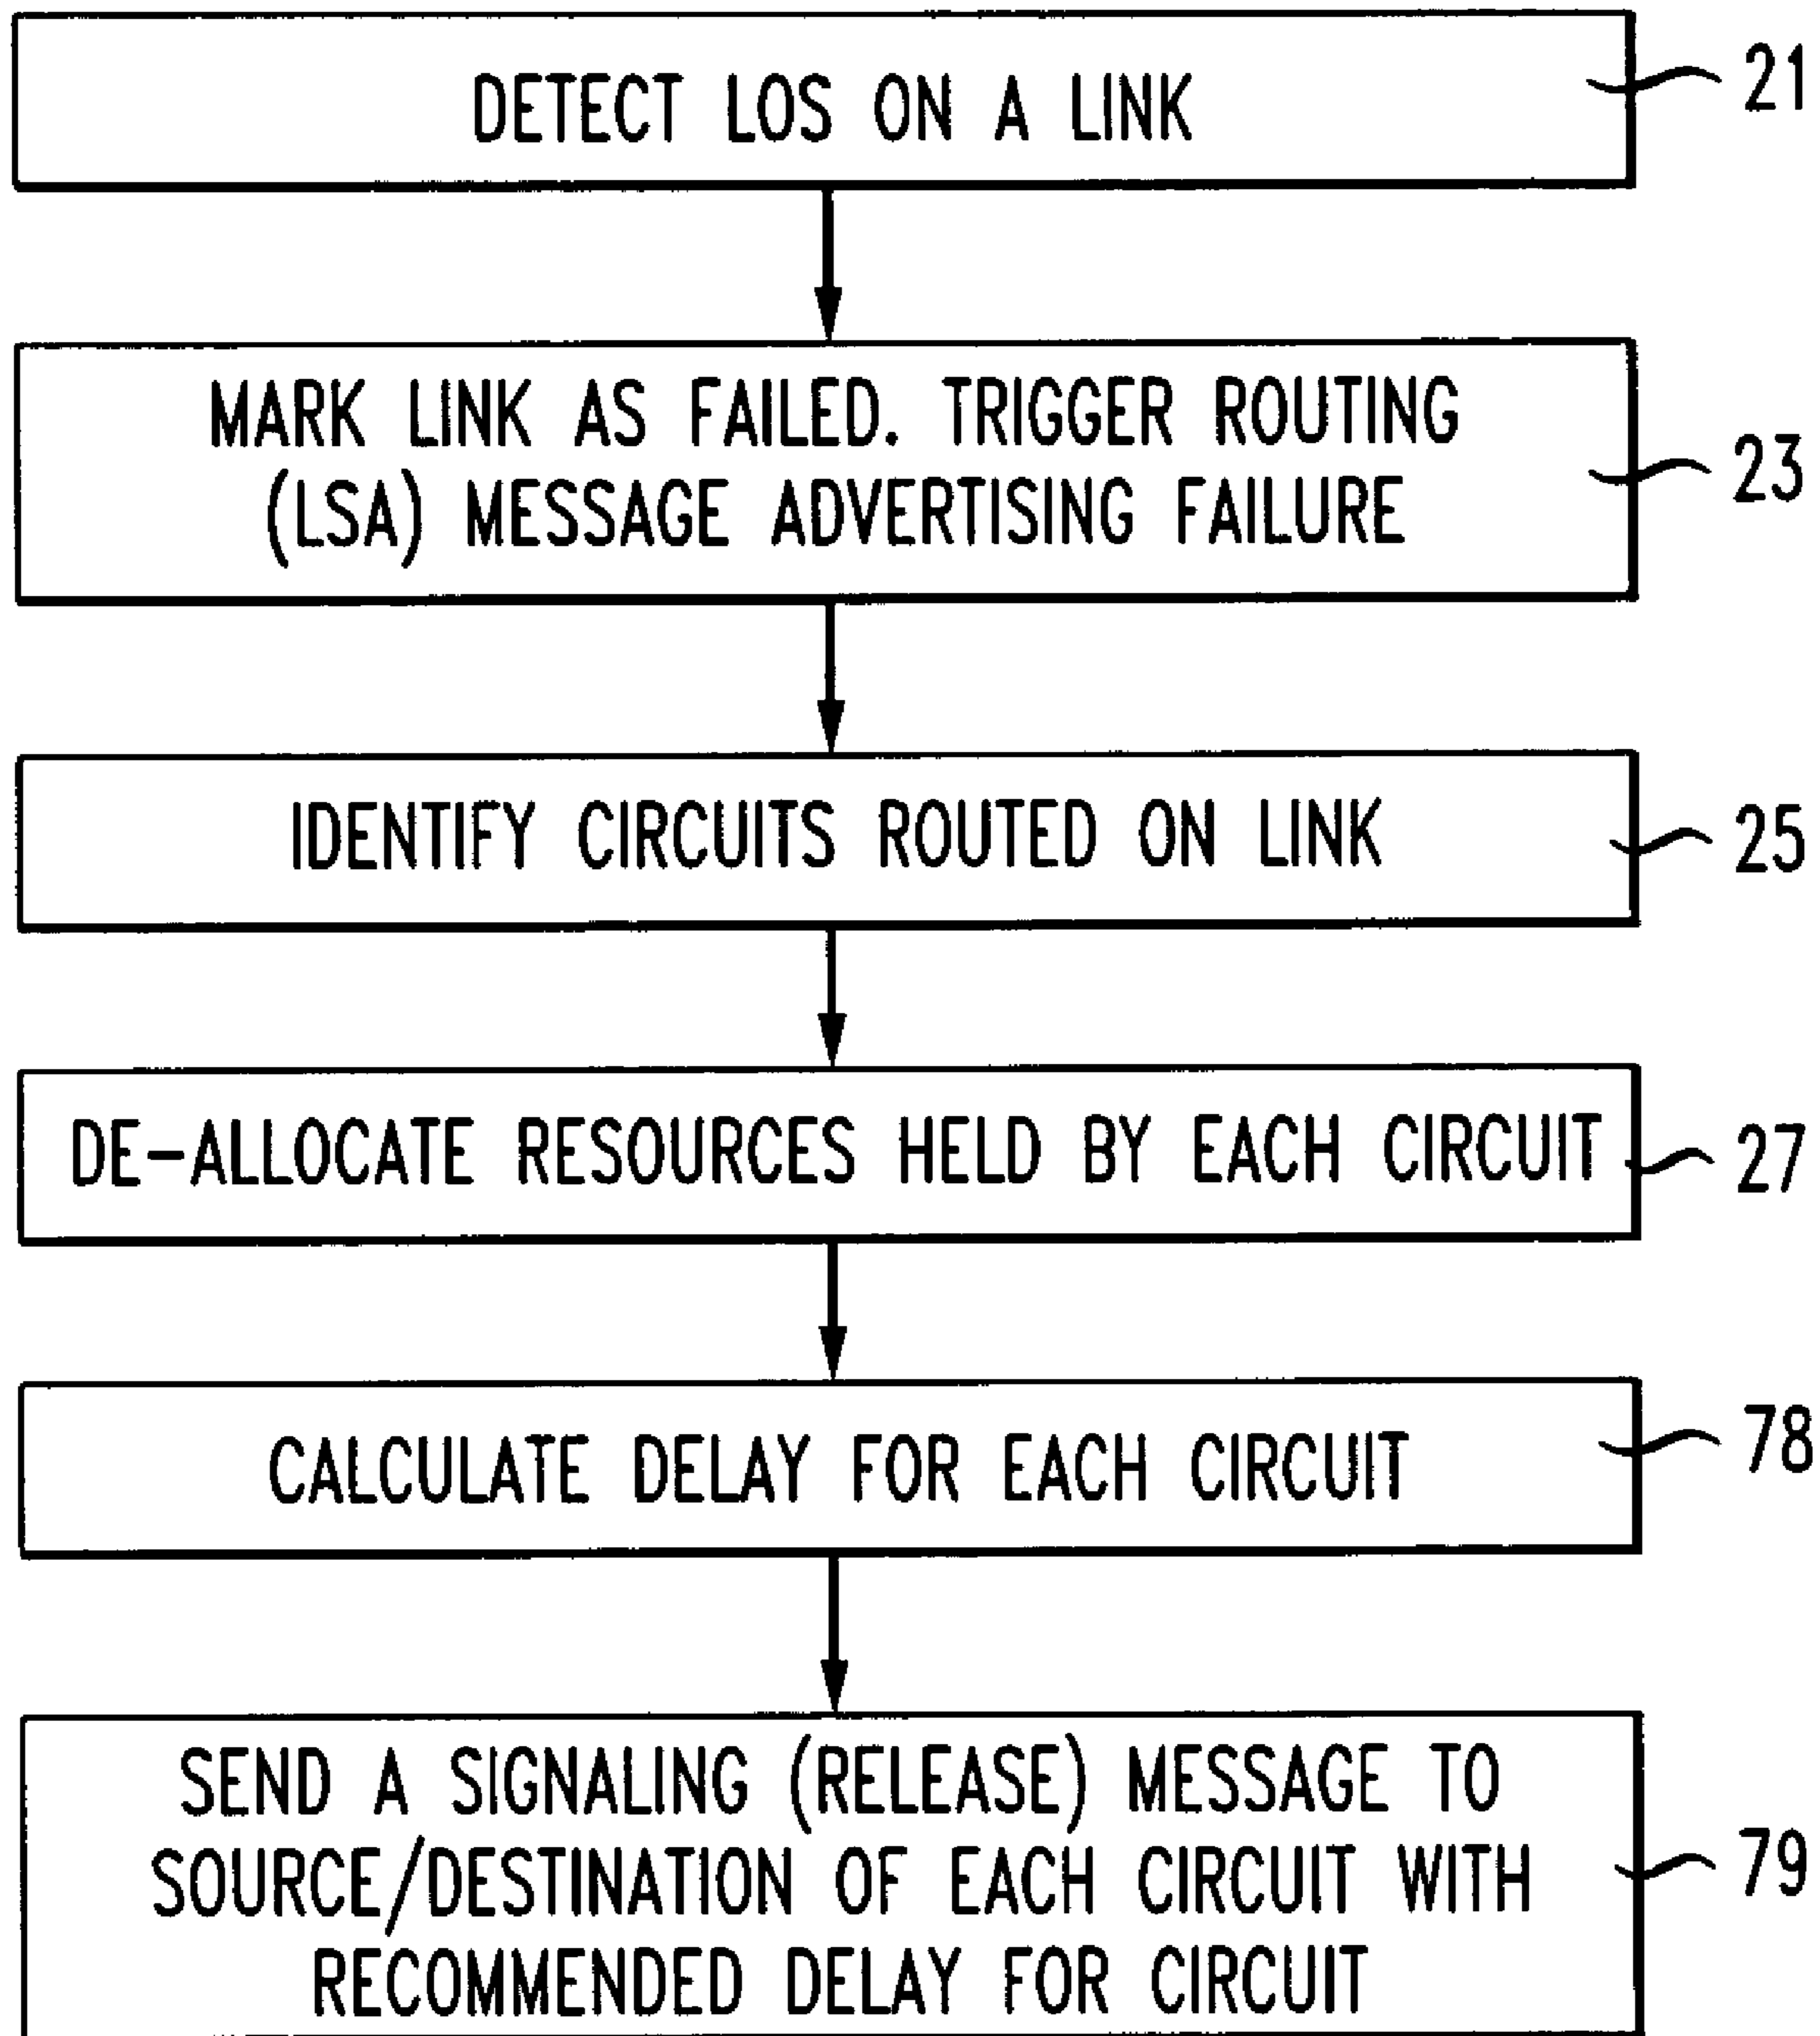 DETECT LOS ON A LINK
21
MARK LINK AS FAILED. TRIGGER ROUTING
(LSA) MESSAGE ADVERTISING FAILURE
23
IDENTIFY CIRCUITS ROUTED ON LINK
25
DE-ALLOCATE RESOURCES HELD BY EACH CIRCUIT
27
CALCULATE DELAY FOR EACH CIRCUIT
78
SEND A SIGNALING (RELEASE) MESSAGE TO
SOURCE/DESTINATION OF EACH CIRCUIT WITH
RECOMMENDED DELAY FOR CIRCUIT
79